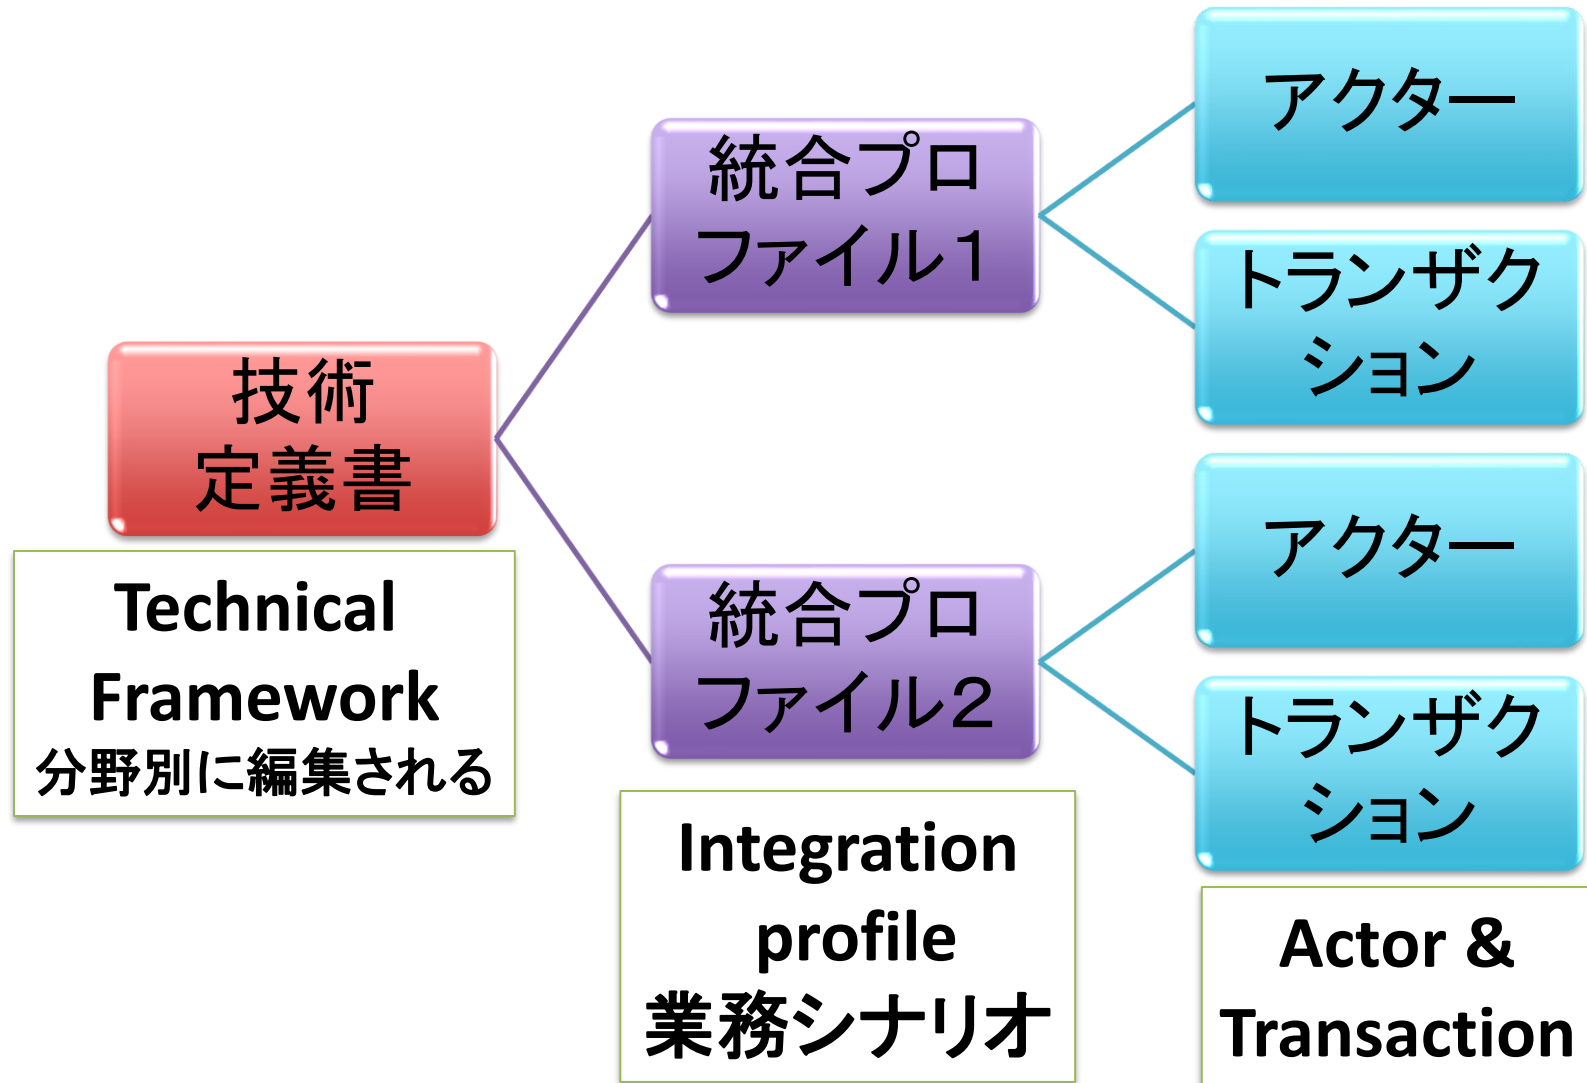 技術
定義書
Technical
Framework
分野別に編集される
統合プロ
ファイル１
統合プロ
ファイル２
Integration
profile
業務シナリオ
アクター
トランザク
ション
アクター
トランザク
ション
Actor &
Transaction